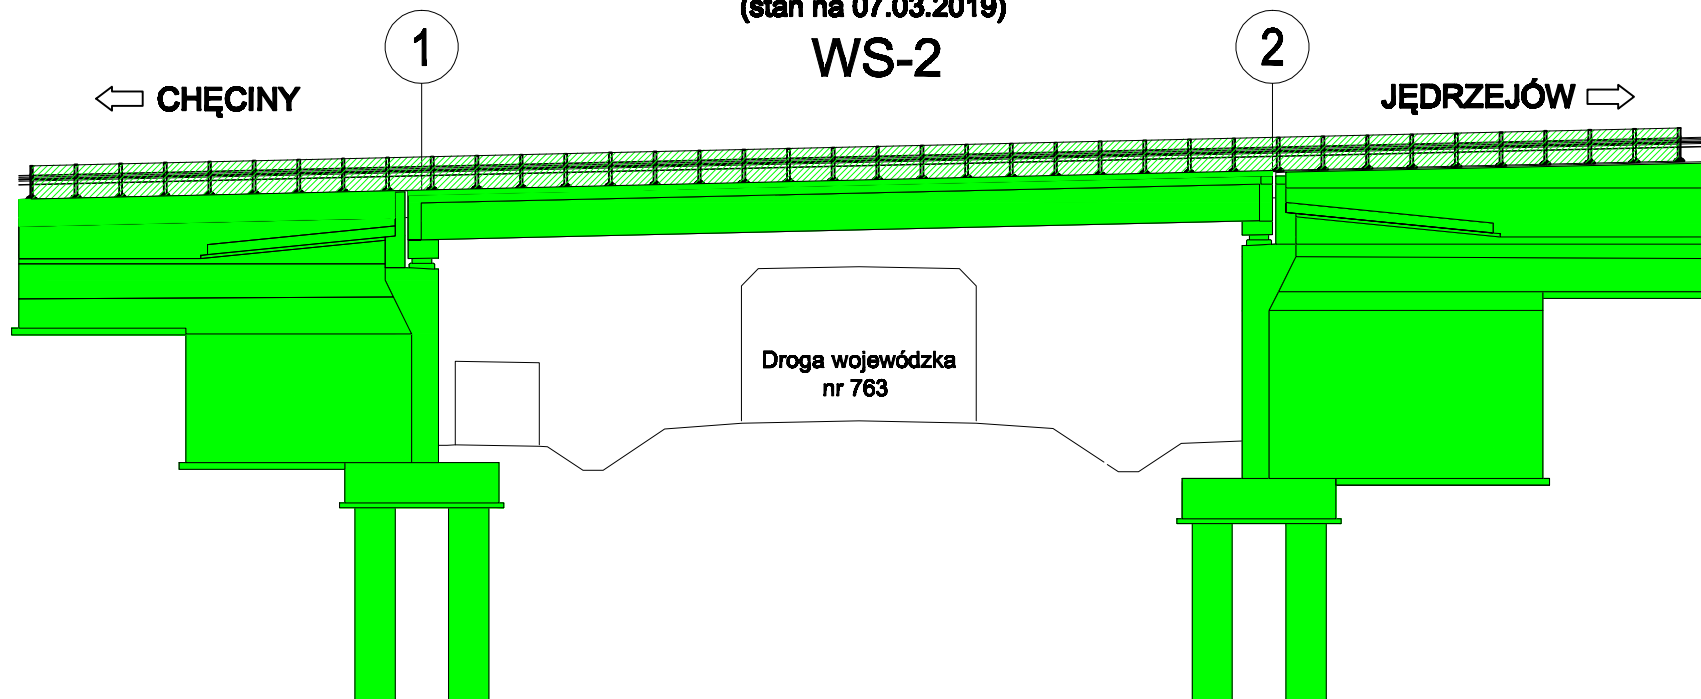 (stan na 07.03.2019)
WS-2
1
2
CHĘCINY
JĘDRZEJÓW
Droga wojewódzka
nr 763